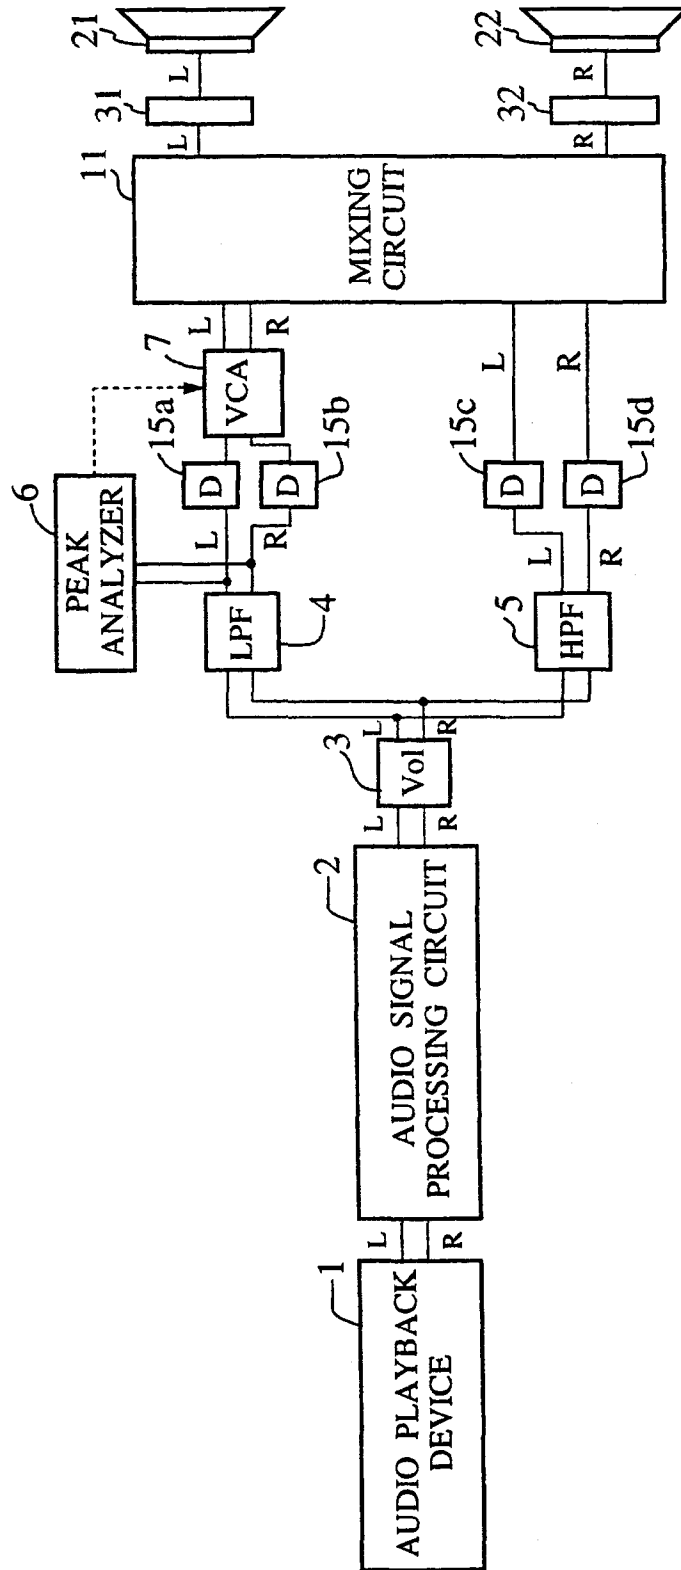 1
AUDIO PLAYBACK
DEVICE
L
R
2
AUDIO SIGNAL
PROCESSING CIRCUIT
L
R
3
Vol
L
R
LPF
4
5
HPF
6
PEAK
ANALYZER
L
R
L
R
15a
D
D
15b
15c
D
D
15d
7
VCA
L
R
L
R
11
MIXING
CIRCUIT
L
R
31
32
L
R
21
22